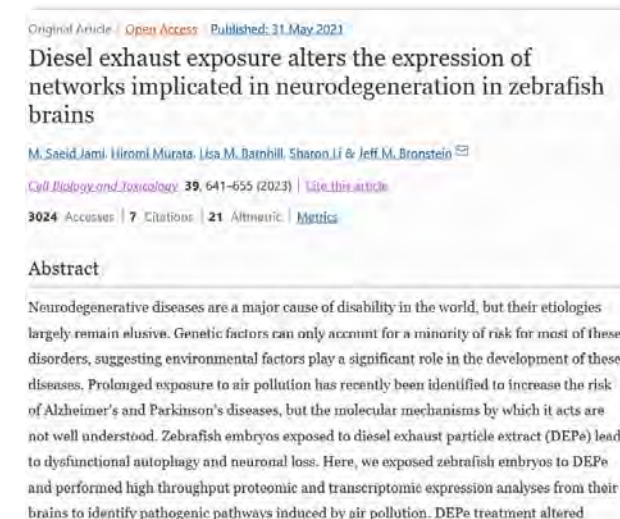 Original Article | Open Access | Published: 31 May 2021
Diesel exhaust exposure alters the expression of
networks implicated in neurodegeneration in zebrafish
brains
M. Saeid Jami, Hiromi Murata, Lisa M. Barnhill, Sharon Li & Jeff M. Bronstein
Cell Biology and Toxicology 39, 641–655 (2023) | Cite this article
3024 Accesses | 7 Citations | 21 Altmetric | Metrics
Abstract
Neurodegenerative diseases are a major cause of disability in the world, but their etiologies
largely remain elusive. Genetic factors can only account for a minority of risk for most of these
disorders, suggesting environmental factors play a significant role in the development of these
diseases. Prolonged exposure to air pollution has recently been identified to increase the risk
of Alzheimer's and Parkinson's diseases, but the molecular mechanisms by which it acts are
not well understood. Zebrafish embryos exposed to diesel exhaust particle extract (DEPe) lead
to dysfunctional autophagy and neuronal loss. Here, we exposed zebrafish embryos to DEPe
and performed high throughput proteomic and transcriptomic expression analyses from their
brains to identify pathogenic pathways induced by air pollution. DEPe treatment altered